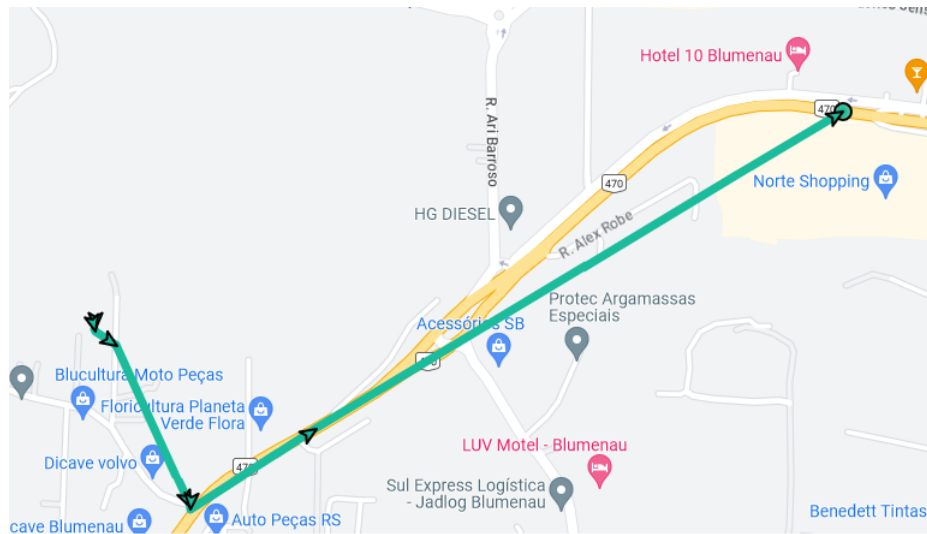 Hotel 10 Blumenau
470
R. Ari Barroso
Norte Shopping
470
HG DIESEL
R. Alex Robe
Protec Argamassas
Especiais
Acessórios SB
Blucultura Moto Peças
Floricultura Planeta
Verde Flora
LUV Motel - Blumenau
Dicave volvo
470
Sul Express Logística
- Jadlog Blumenau
cave Blumenau
Auto Peças RS
Benedett Tintas